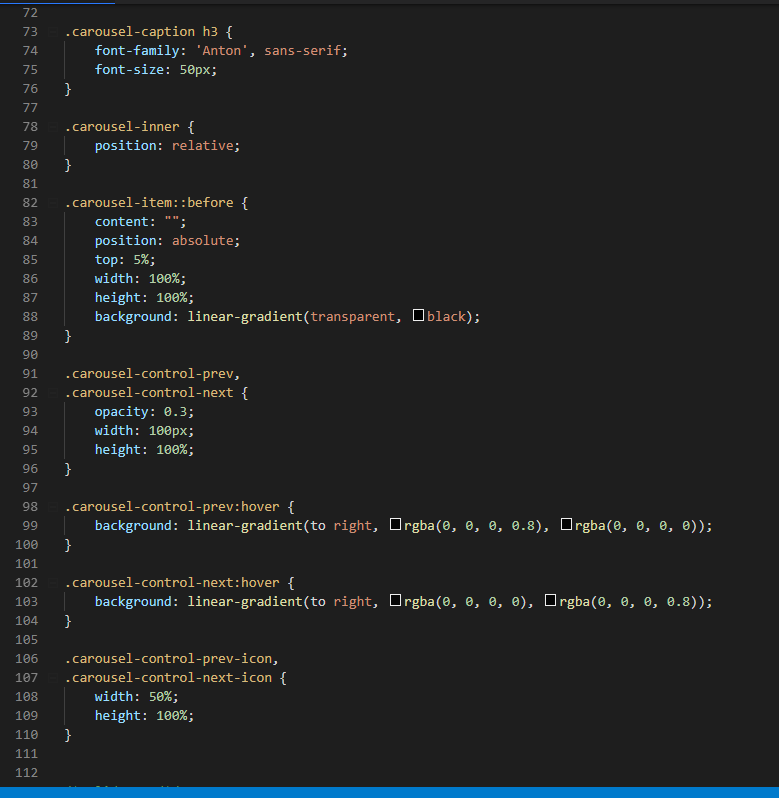 72
73 .carousel-caption h3 {
74 font-family: 'Anton', sans-serif;
75 font-size: 50px;
76 }
77
78 .carousel-inner {
79 position: relative;
80 }
81
82 .carousel-item::before {
83 content: "";
84 position: absolute;
85 top: 5%;
86 width: 100%;
87 height: 100%;
88 background: linear-gradient(transparent, black);
89 }
90
91 .carousel-control-prev,
92 .carousel-control-next {
93 opacity: 0.3;
94 width: 100px;
95 height: 100%;
96 }
97
98 .carousel-control-prev:hover {
99 background: linear-gradient(to right, rgba(0, 0, 0, 0.8), rgba(0, 0, 0, 0));
100 }
101
102 .carousel-control-next:hover {
103 background: linear-gradient(to right, rgba(0, 0, 0, 0), rgba(0, 0, 0, 0.8));
104 }
105
106 .carousel-control-prev-icon,
107 .carousel-control-next-icon {
108 width: 50%;
109 height: 100%;
110 }
111
112